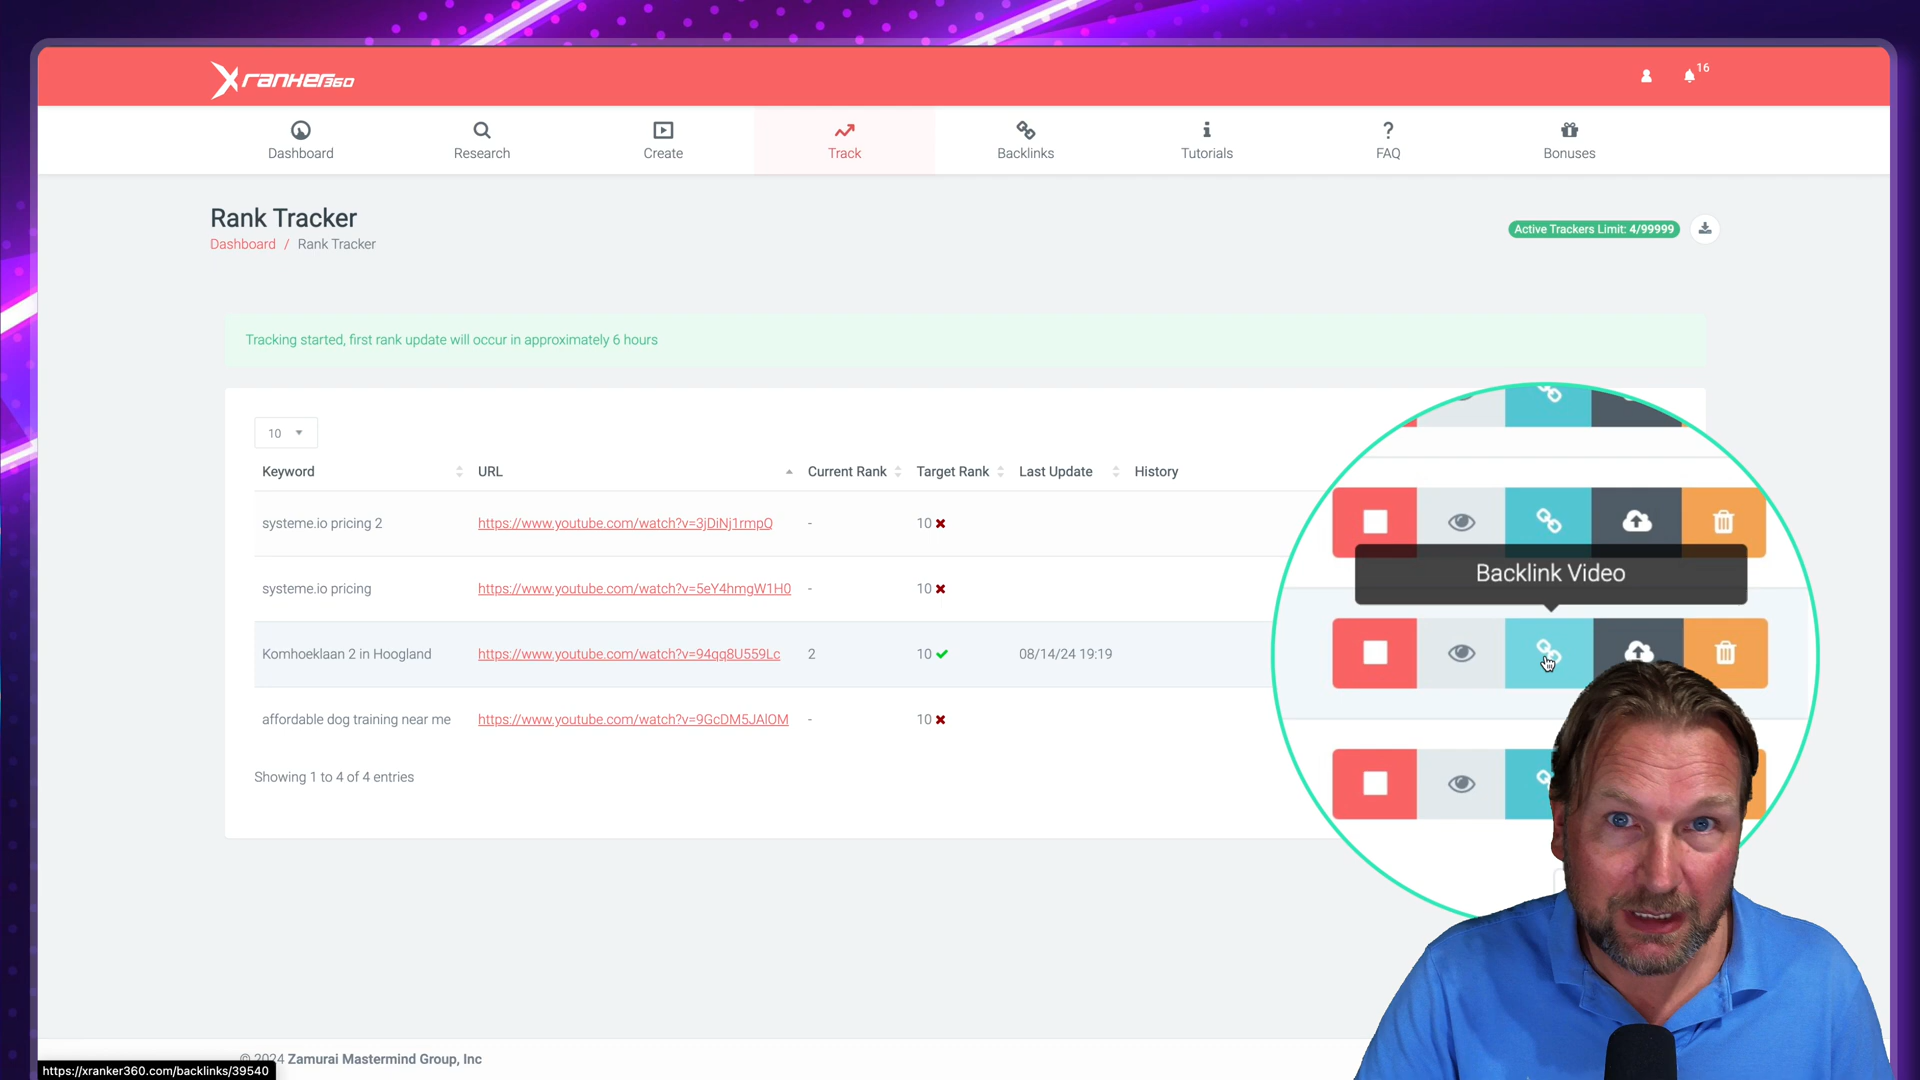 Xranker360
16
Dashboard
Research
Create
Track
Backlinks
Tutorials
FAQ
Bonuses
Rank Tracker
Dashboard / Rank Tracker
Active Trackers Limit: 4/99999
Tracking started, first rank update will occur in approximately 6 hours
10
Keyword URL Current Rank Target Rank Last Update History
systeme.io pricing 2 https://www.youtube.com/watch?v=3jDiNj1rmpQ - 10
systeme.io pricing https://www.youtube.com/watch?v=5eY4hmgW1H0 - 10
Komhoeklaan 2 in Hoogland https://www.youtube.com/watch?v=94qq8U559Lc 2 10 08/14/24 19:19
affordable dog training near me https://www.youtube.com/watch?v=9GcDM5JAlOM - 10
Showing 1 to 4 of 4 entries
Backlink Video
© 2024 Zamurai Mastermind Group, Inc
https://xranker360.com/backlinks/39540